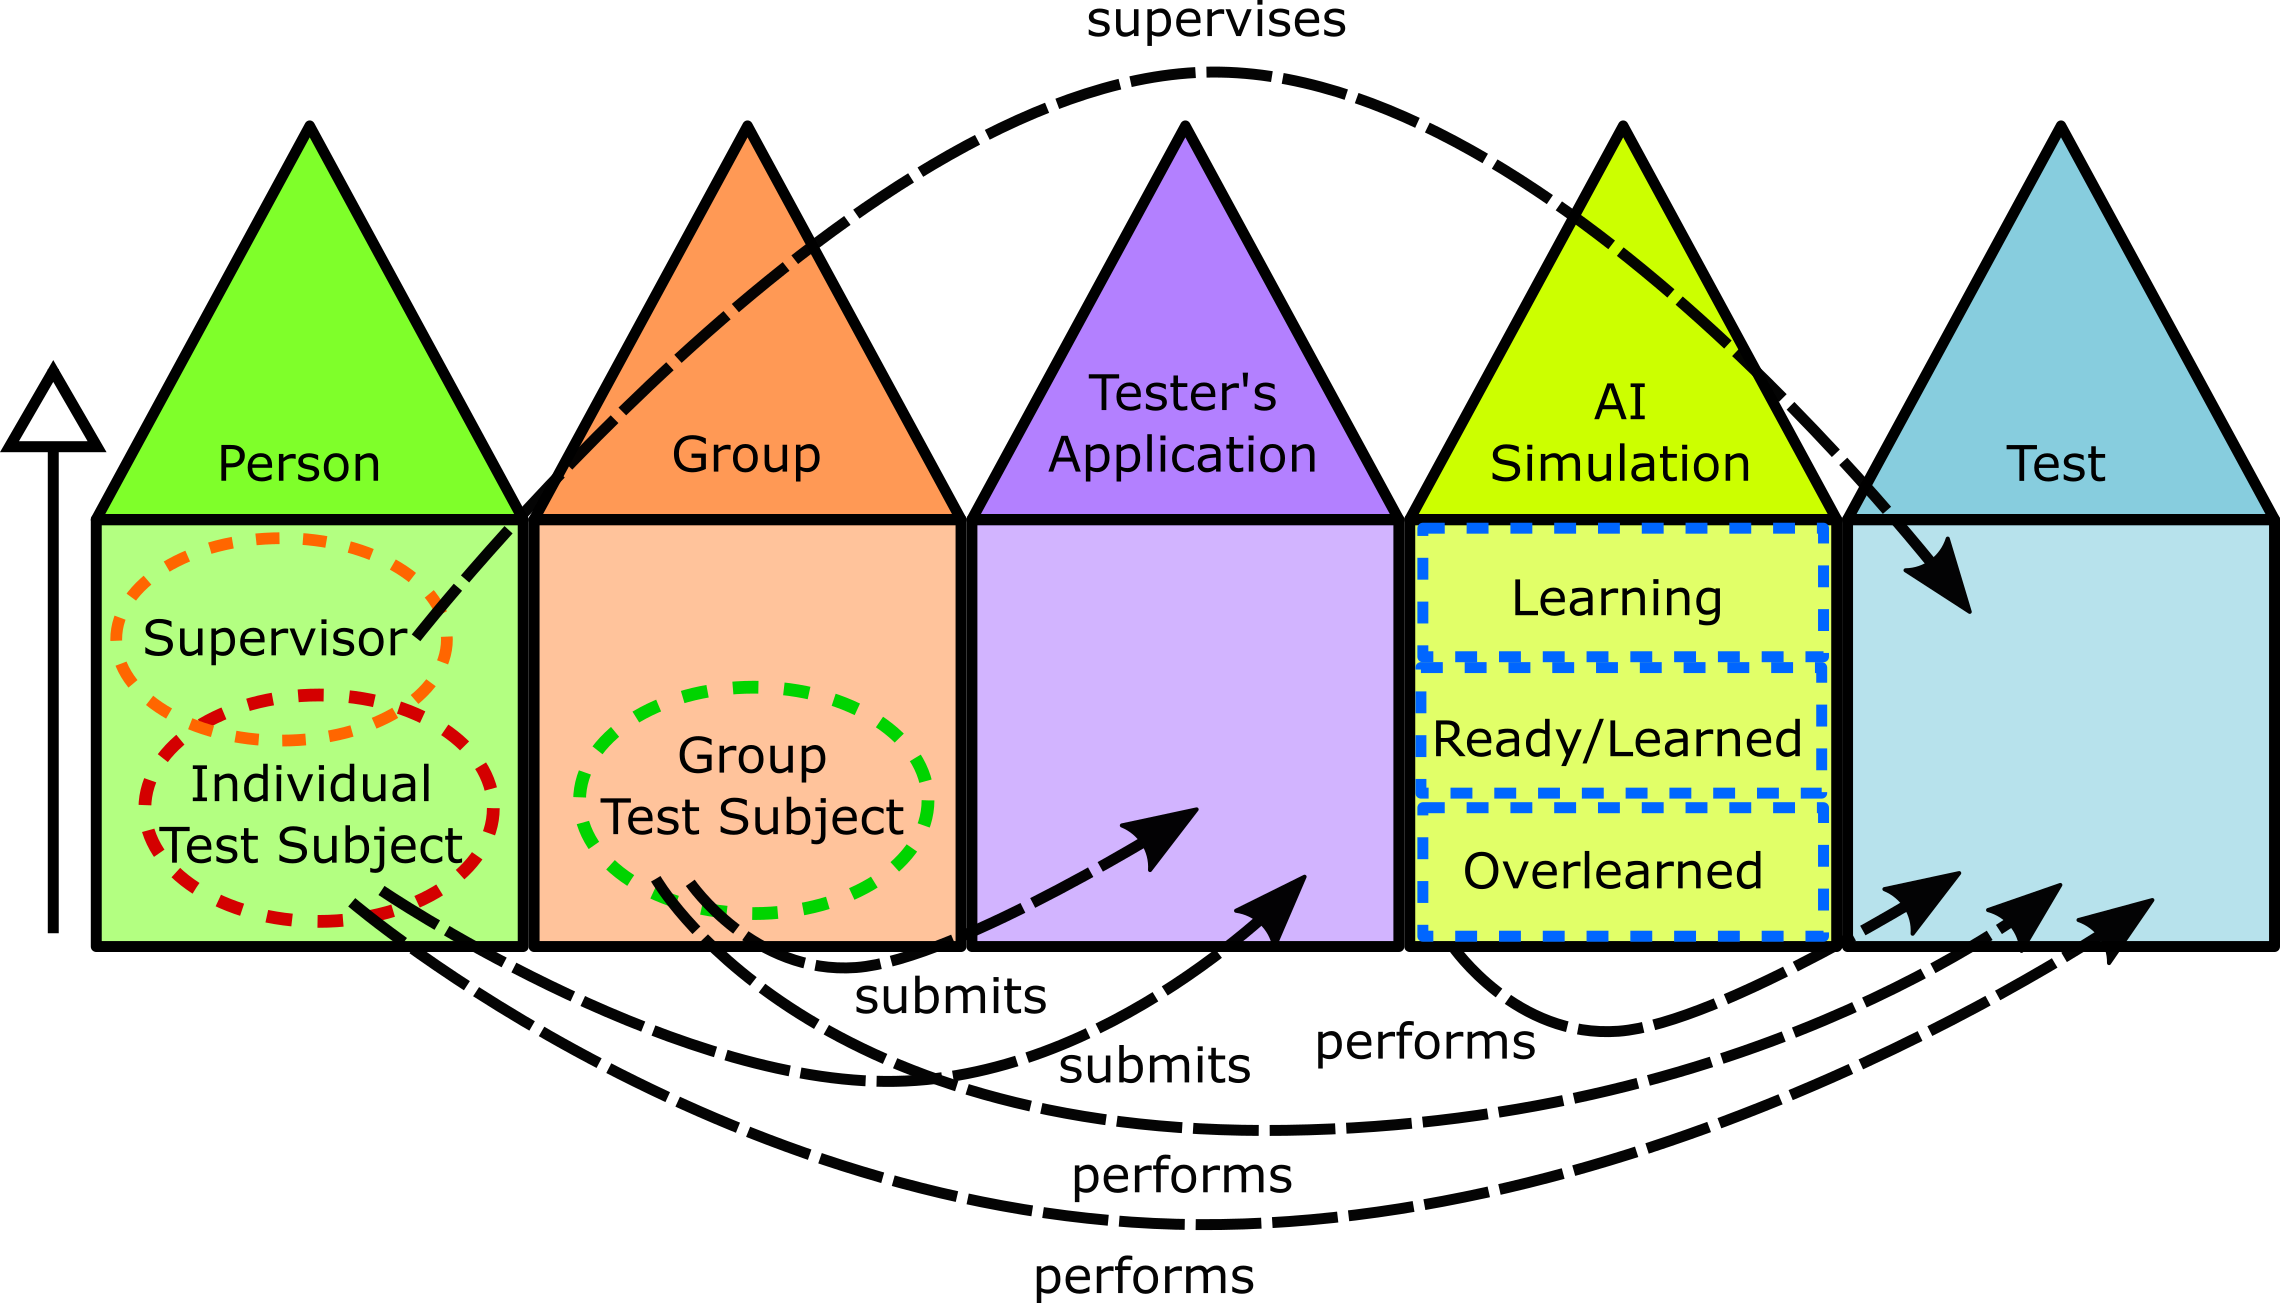 supervises
Person
Group
Tester's
Application
AI
Simulation
Test
Supervisor
Individual
Test Subject
Group
Test Subject
Learning
Ready/Learned
Overlearned
submits
submits
performs
performs
performs